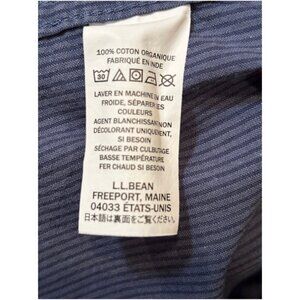 100% COTON ORGANIQUE
FABRIQUÉ EN INDE
30
LAVER EN MACHINE EN EAU
FROIDE, SÉPARER LES
COULEURS
AGENT BLANCHISSANT NON
DÉCOLORANT UNIQUEMENT,
SI BESOIN
SÉCHAGE PAR CULBUTAGE
BASSE TEMPÉRATURE
FER CHAUD SI BESOIN
L.L.BEAN
FREEPORT, MAINE
04033 ÉTATS-UNIS
日本語は裏面をご覧ください